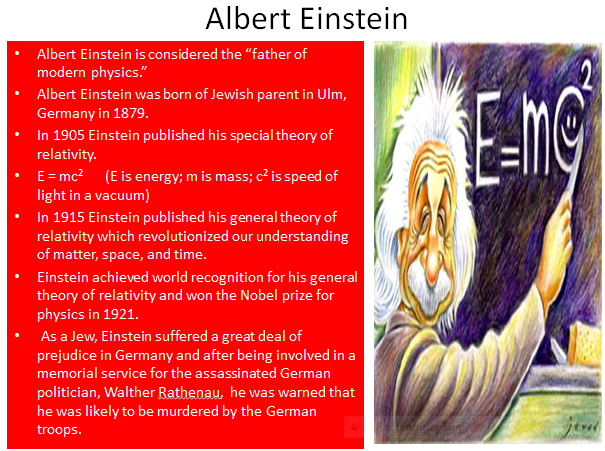 Albert Einstein
• Albert Einstein is considered the “father of
modern physics.”
• Albert Einstein was born of Jewish parent in Ulm,
Germany in 1879.
• In 1905 Einstein published his special theory of
relativity.
• E = mc² (E is energy; m is mass; c² is speed of
light in a vacuum)
• In 1915 Einstein published his general theory of
relativity which revolutionized our understanding
of matter, space, and time.
• Einstein achieved world recognition for his general
theory of relativity and won the Nobel prize for
physics in 1921.
• As a Jew, Einstein suffered a great deal of
prejudice in Germany and after being involved in a
memorial service for the assassinated German
politician, Walther Rathenau, he was warned that
he was likely to be murdered by the German
troops.
E=mc²